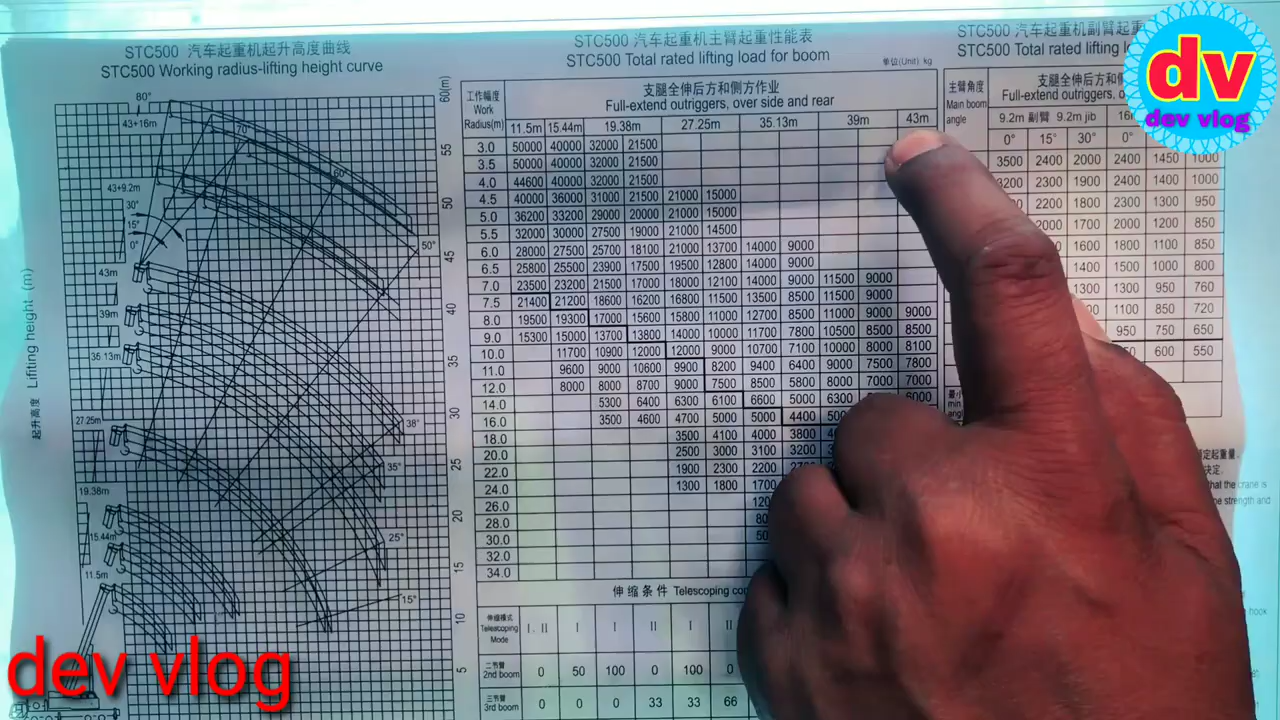 STC500 汽车起重机起升高度曲线
STC500 Working radius-lifting height curve
80°
43+16m
70
60
43+9.2m
30°
15°
0°
50°
43m
39m
35.13m
27.25m
38°
35°
19.38m
15.44m
25°
11.5m
15°
起升高度 Lifting height (m)
60(m)
55
50
45
40
35
30
25
20
15
10
5
STC500 汽车起重机主臂起重性能表
STC500 Total rated lifting load for boom
单位(Unit) kg
工作幅度
Work
Radius(m)
支腿全伸后方和侧方作业
Full-extend outriggers, over side and rear
11.5m 15.44m 19.38m 27.25m 35.13m 39m 43m
3.0 50000 40000 32000 21500
3.5 50000 40000 32000 21500
4.0 44600 40000 32000 21500
4.5 40000 36000 31000 21500 21000 15000
5.0 36200 33200 29000 20000 21000 15000
5.5 32000 30000 27500 19000 21000 14500
6.0 28000 27500 25700 18100 21000 13700 14000 9000
6.5 25800 25500 23900 17500 19500 12800 14000 9000
7.0 23500 23200 21500 17000 18000 12100 14000 9000 11500 9000
7.5 21400 21200 18600 16200 16800 11500 13500 8500 11500 9000
8.0 19500 19300 17000 15600 15800 11000 12700 8500 11000 9000 9000
9.0 15300 15000 13700 13800 14000 10000 11700 7800 10500 8500 8500
10.0 11700 10900 12000 12000 9000 10700 7100 10000 8000 8100
11.0 9600 9000 10600 9900 8200 9400 6400 9000 7500 7800
12.0 8000 8000 8700 9000 7500 8500 5800 8000 7000 7000
14.0 5300 6400 6300 6100 6600 5000 6300 6000
16.0 3500 4600 4700 5000 5000 4400
18.0 3500 4100 4000 3800
20.0 2500 3000 3100 3200
22.0 1900 2300 2200
24.0 1300 1800 1700
26.0
28.0
30.0
32.0
34.0
伸缩条件 Telescoping
伸缩模式
Telescoping
Mode
I, II I I II I II
二节臂
2nd boom 0 50 100 0 100 0
三节臂
3rd boom 0 0 0 33 33 66
STC500 汽车起重机副臂起重
STC500 Total rated lifting
主臂角度
Main boom
angle
支腿全伸后方和侧
Full-extend outriggers,
9.2m 副臂 9.2m jib
0° 15° 30° 0°
3500 2400 2000 2400 1450 1000
3200 2300 1900 2400 1400 1000
2200 1800 2300 1300 950
1700 2000 1200 850
1600 1800 1100 850
1400 1500 1000 800
1300 1300 950 760
1100 850 720
950 750 650
600 550
min
that the crane is
strength and
hook
dv
dev vlog
dev vlog